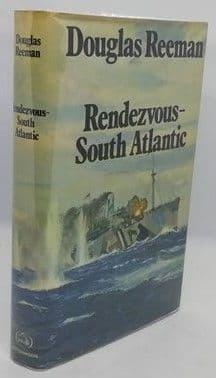 Douglas
Reeman
Rendezvous–
South
Atlantic
Douglas Reeman
Rendezvous–
South Atlantic